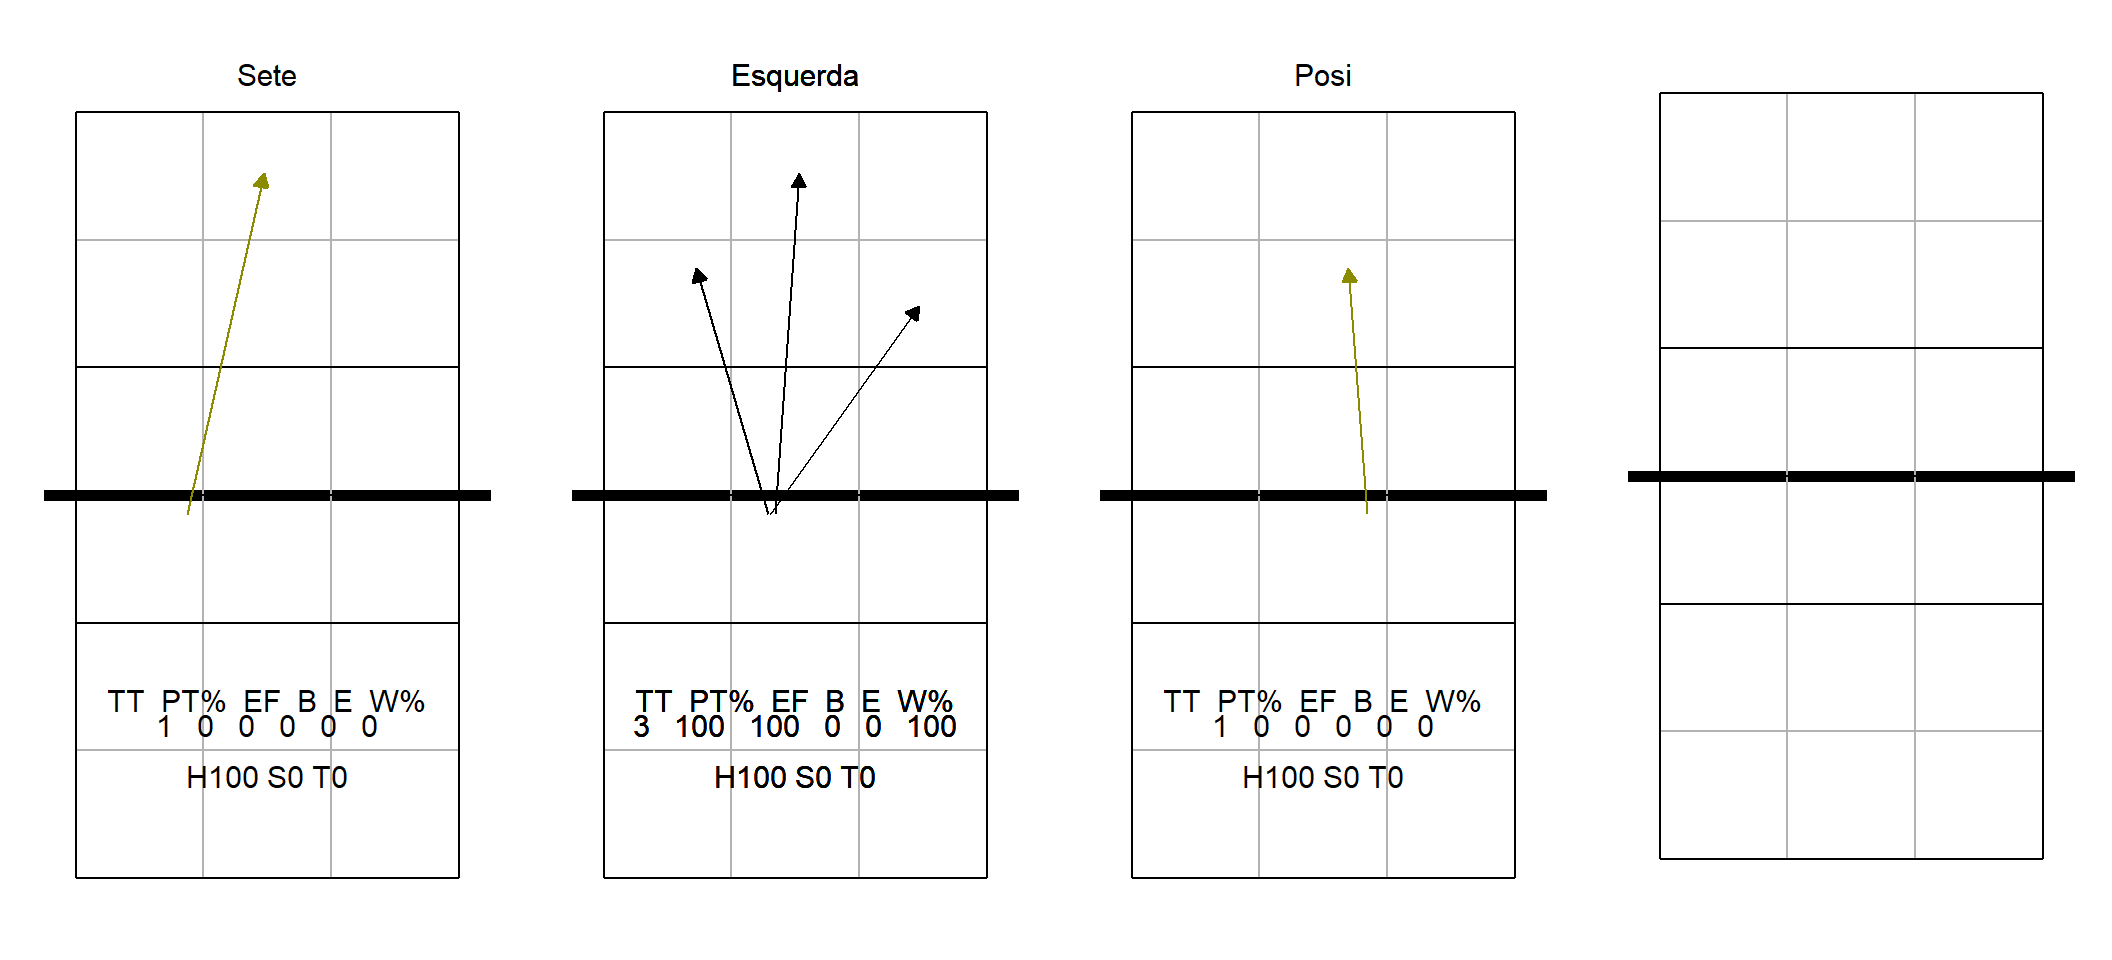 Sete
TT PT% EF B E W%
1 0 0 0 0 0
H100 S0 T0
Esquerda
TT PT% EF B E W%
3 100 100 0 0 100
H100 S0 T0
Posi
TT PT% EF B E W%
1 0 0 0 0 0
H100 S0 T0